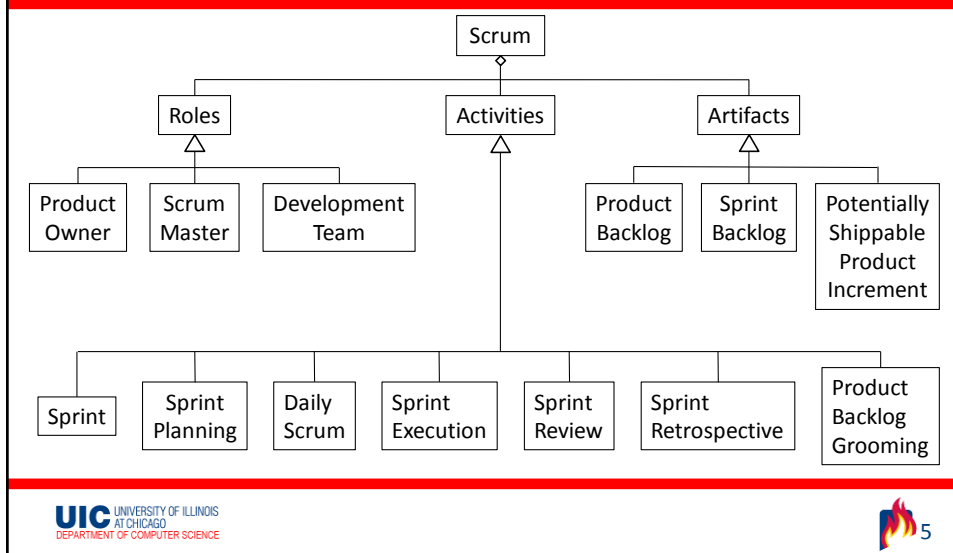 Scrum
Roles
Activities
Artifacts
Product
Owner
Scrum
Master
Development
Team
Product
Backlog
Sprint
Backlog
Potentially
Shippable
Product
Increment
Sprint
Sprint
Planning
Daily
Scrum
Sprint
Execution
Sprint
Review
Sprint
Retrospective
Product
Backlog
Grooming
UIC UNIVERSITY OF ILLINOIS
AT CHICAGO
DEPARTMENT OF COMPUTER SCIENCE
5